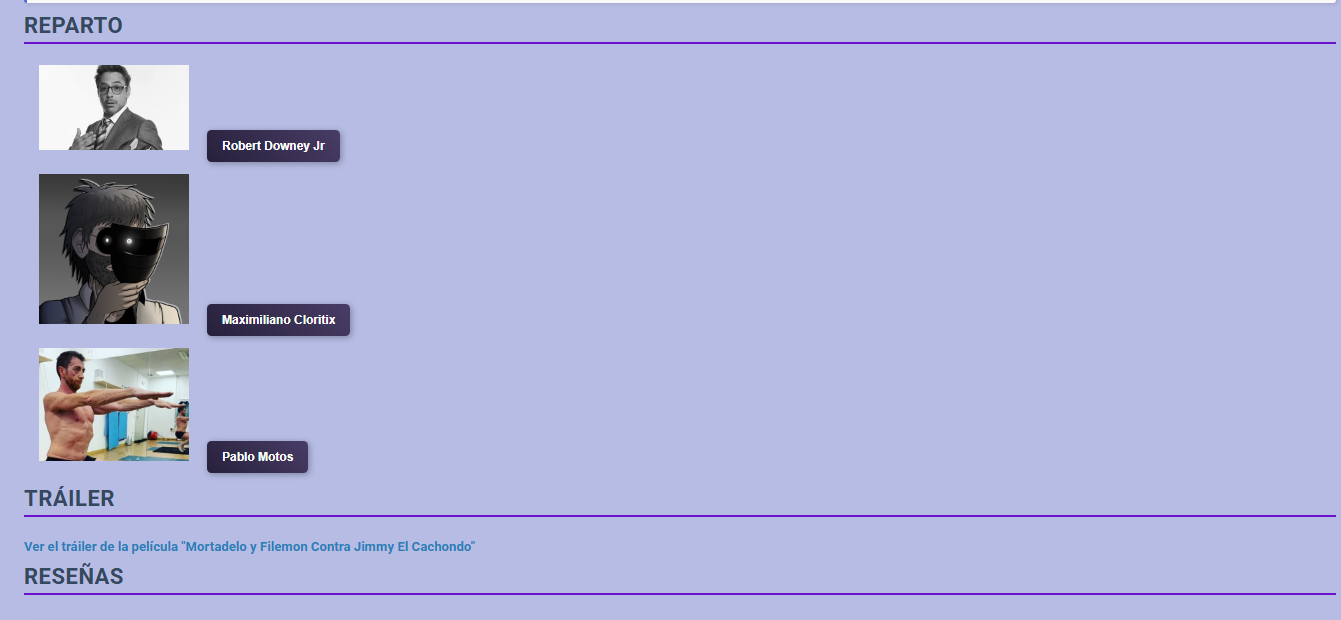 REPARTO
Robert Downey Jr
Maximiliano Cloritix
Pablo Motos
TRÁILER
Ver el tráiler de la película "Mortadelo y Filemon Contra Jimmy El Cachondo"
RESEÑAS